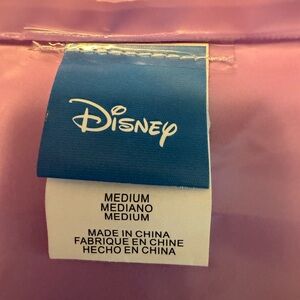 Disney
MEDIUM
MEDIANO
MEDIUM
MADE IN CHINA
FABRIQUE EN CHINE
HECHO EN CHINA